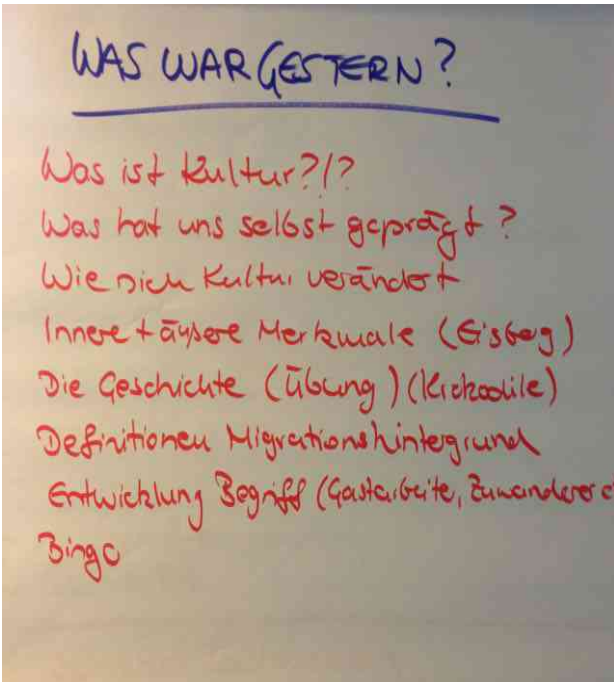 WAS WAR GESTERN?
Was ist Kultur?!?
Was hat uns selbst geprägt?
Wie sich Kultur verändert
Innere + äußere Merkmale (Eisberg)
Die Geschichte (Übung) (Krokodile)
Definitionen Migrationshintergrund
Entwicklung Begriff (Gastarbeite, Zuwanderer
Bingo